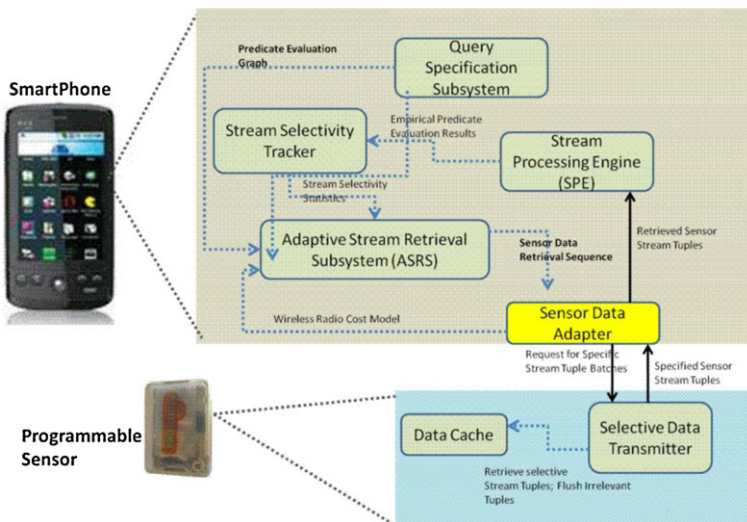 Predicate Evaluation
Graph
Query
Specification
Subsystem
SmartPhone
Empirical Predicate
Evaluation Results
Stream Selectivity
Tracker
Stream
Processing Engine
(SPE)
Stream Selectivity
Statistics
Adaptive Stream Retrieval
Subsystem (ASRS)
Sensor Data
Retrieval Sequence
Retrieved Sensor
Stream Tuples
Wireless Radio Cost Model
Sensor Data
Adapter
Request for Specific
Stream Tuple Batches
Specified Sensor
Stream Tuples
Programmable
Sensor
Data Cache
Selective Data
Transmitter
Retrieve selective
Stream Tuples; Flush Irrelevant
Tuples